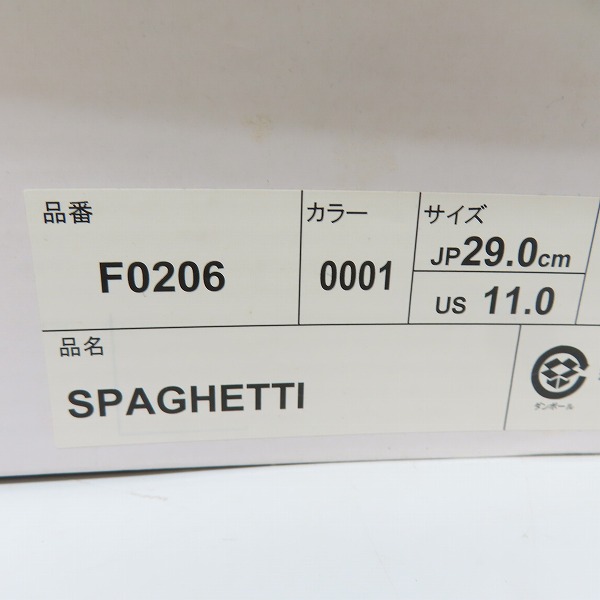 品番
F0206
カラー
0001
サイズ
JP29.0cm
US 11.0
品名
SPAGHETTI
ダンボール